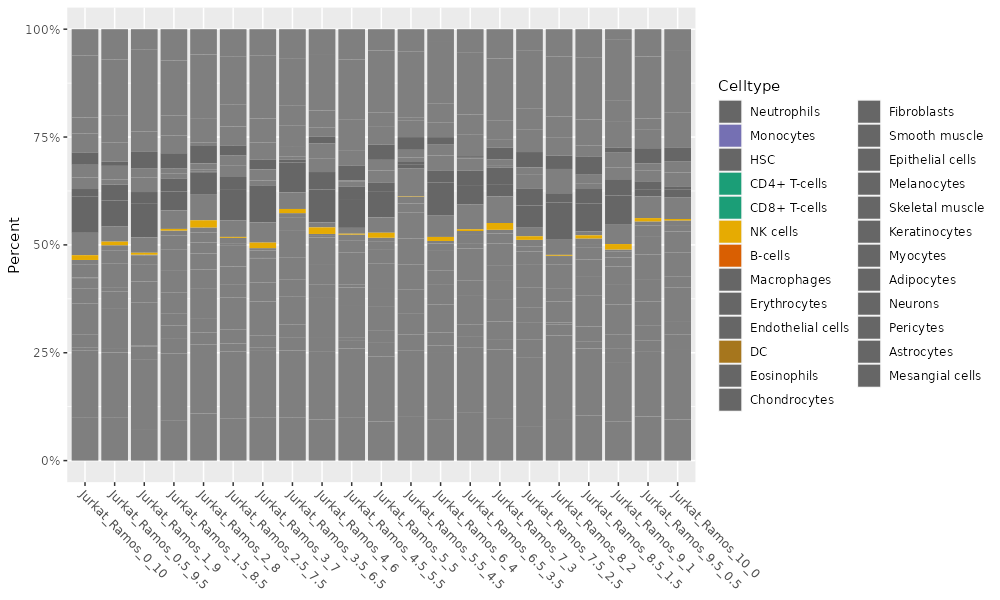 100%
75%
50%
25%
0%
Percent
Jurkat_Ramos_0_10
Jurkat_Ramos_0.5_9.5
Jurkat_Ramos_1_9
Jurkat_Ramos_1.5_8.5
Jurkat_Ramos_2_8
Jurkat_Ramos_2.5_7.5
Jurkat_Ramos_3_7
Jurkat_Ramos_3.5_6.5
Jurkat_Ramos_4_6
Jurkat_Ramos_4.5_5.5
Jurkat_Ramos_5_5
Jurkat_Ramos_5.5_4.5
Jurkat_Ramos_6_4
Jurkat_Ramos_6.5_3.5
Jurkat_Ramos_7_3
Jurkat_Ramos_7.5_2.5
Jurkat_Ramos_8_2
Jurkat_Ramos_8.5_1.5
Jurkat_Ramos_9_1
Jurkat_Ramos_9.5_0.5
Jurkat_Ramos_10_0
Celltype
Neutrophils
Monocytes
HSC
CD4+ T-cells
CD8+ T-cells
NK cells
B-cells
Macrophages
Erythrocytes
Endothelial cells
DC
Eosinophils
Chondrocytes
Fibroblasts
Smooth muscle
Epithelial cells
Melanocytes
Skeletal muscle
Keratinocytes
Myocytes
Adipocytes
Neurons
Pericytes
Astrocytes
Mesangial cells